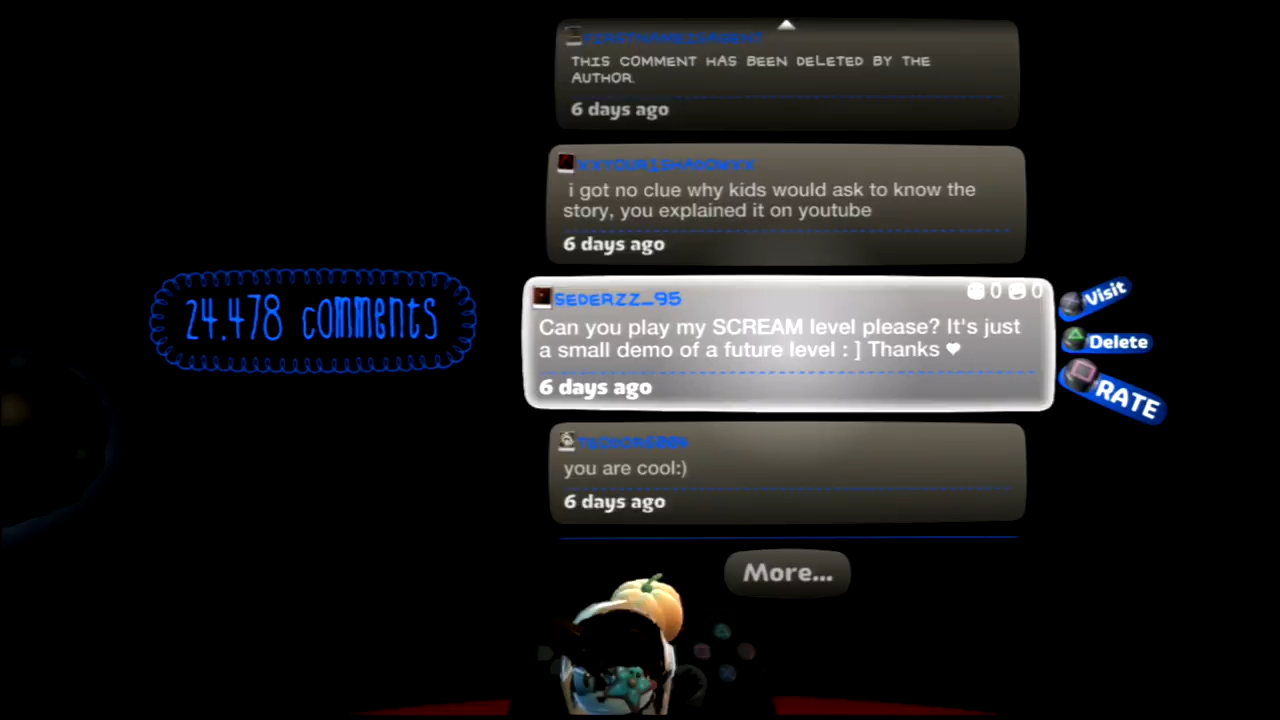 THIS COMMENT HAS BEEN DELETED BY THE
AUTHOR.
6 days ago
XXYOUR1SHADOWXX
i got no clue why kids would ask to know the
story, you explained it on youtube
6 days ago
24.478 comments
SEDERZZ_95
0 0
Can you play my SCREAM level please? It's just
a small demo of a future level : ] Thanks ♥
6 days ago
Visit
Delete
RATE
you are cool:)
6 days ago
More...